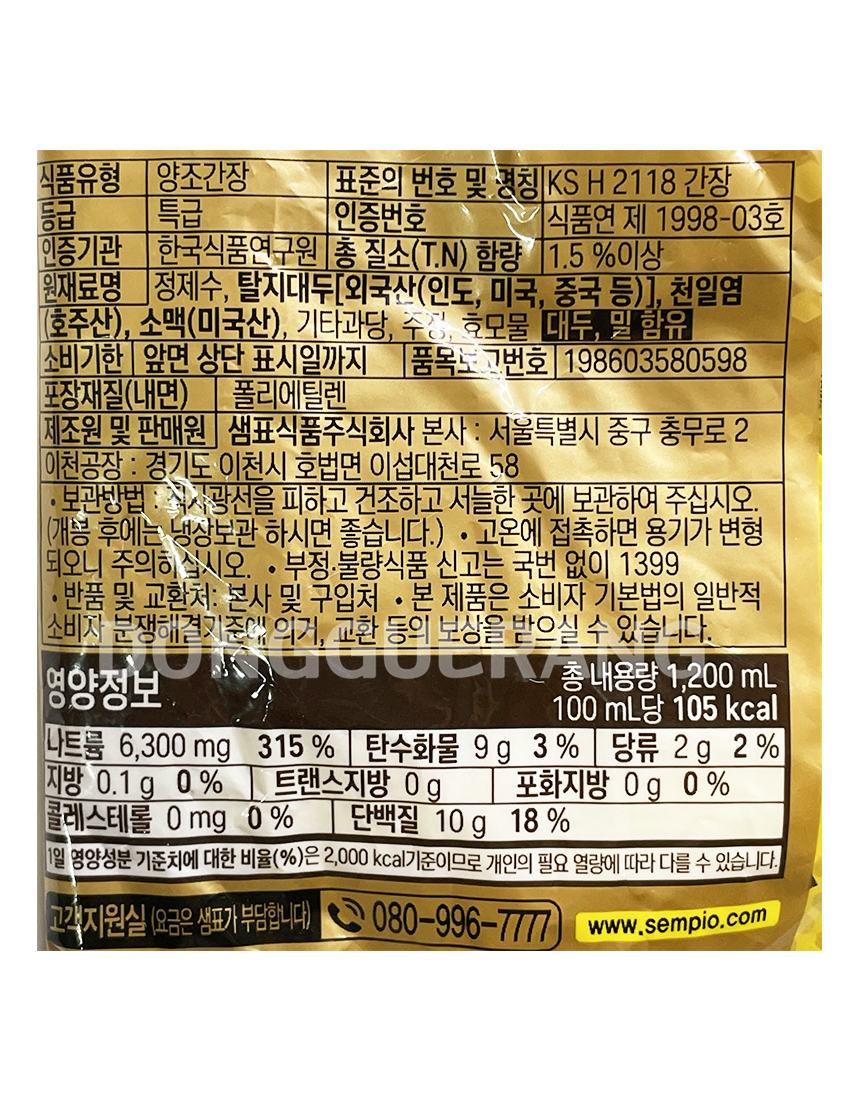 식품유형 양조간장 표준의 번호 및 명칭 KS H 2118 간장
등급 특급 인증번호 식품연 제 1998-03호
인증기관 한국식품연구원 총 질소(T.N) 함량 1.5 %이상
원재료명 정제수, 탈지대두[외국산(인도, 미국, 중국 등)], 천일염
(호주산), 소맥(미국산), 기타과당, 주정, 효모물 대두, 밀 함유
소비기한 앞면 상단 표시일까지 품목보고번호 198603580598
포장재질(내면) 폴리에틸렌
제조원 및 판매원 샘표식품주식회사 본사 : 서울특별시 중구 충무로 2
이천공장 : 경기도 이천시 호법면 이섭대천로 58
• 보관방법 : 직사광선을 피하고 건조하고 서늘한 곳에 보관하여 주십시오.
(개봉 후에는 냉장보관 하시면 좋습니다.) • 고온에 접촉하면 용기가 변형
되오니 주의하십시오. • 부정·불량식품 신고는 국번 없이 1399
• 반품 및 교환처: 본사 및 구입처 • 본 제품은 소비자 기본법의 일반적
소비자 분쟁해결기준에 의거, 교환 등의 보상을 받으실 수 있습니다.
DONGGUERANG
영양정보 총 내용량 1,200 mL
100 mL당 105 kcal
나트륨 6,300 mg 315 % 탄수화물 9 g 3 % 당류 2 g 2 %
지방 0.1 g 0 % 트랜스지방 0 g 포화지방 0 g 0 %
콜레스테롤 0 mg 0 % 단백질 10 g 18 %
1일 영양성분 기준치에 대한 비율(%)은 2,000 kcal기준이므로 개인의 필요 열량에 따라 다를 수 있습니다.
고객지원실 (요금은 샘표가 부담합니다) 080-996-7777 www.sempio.com